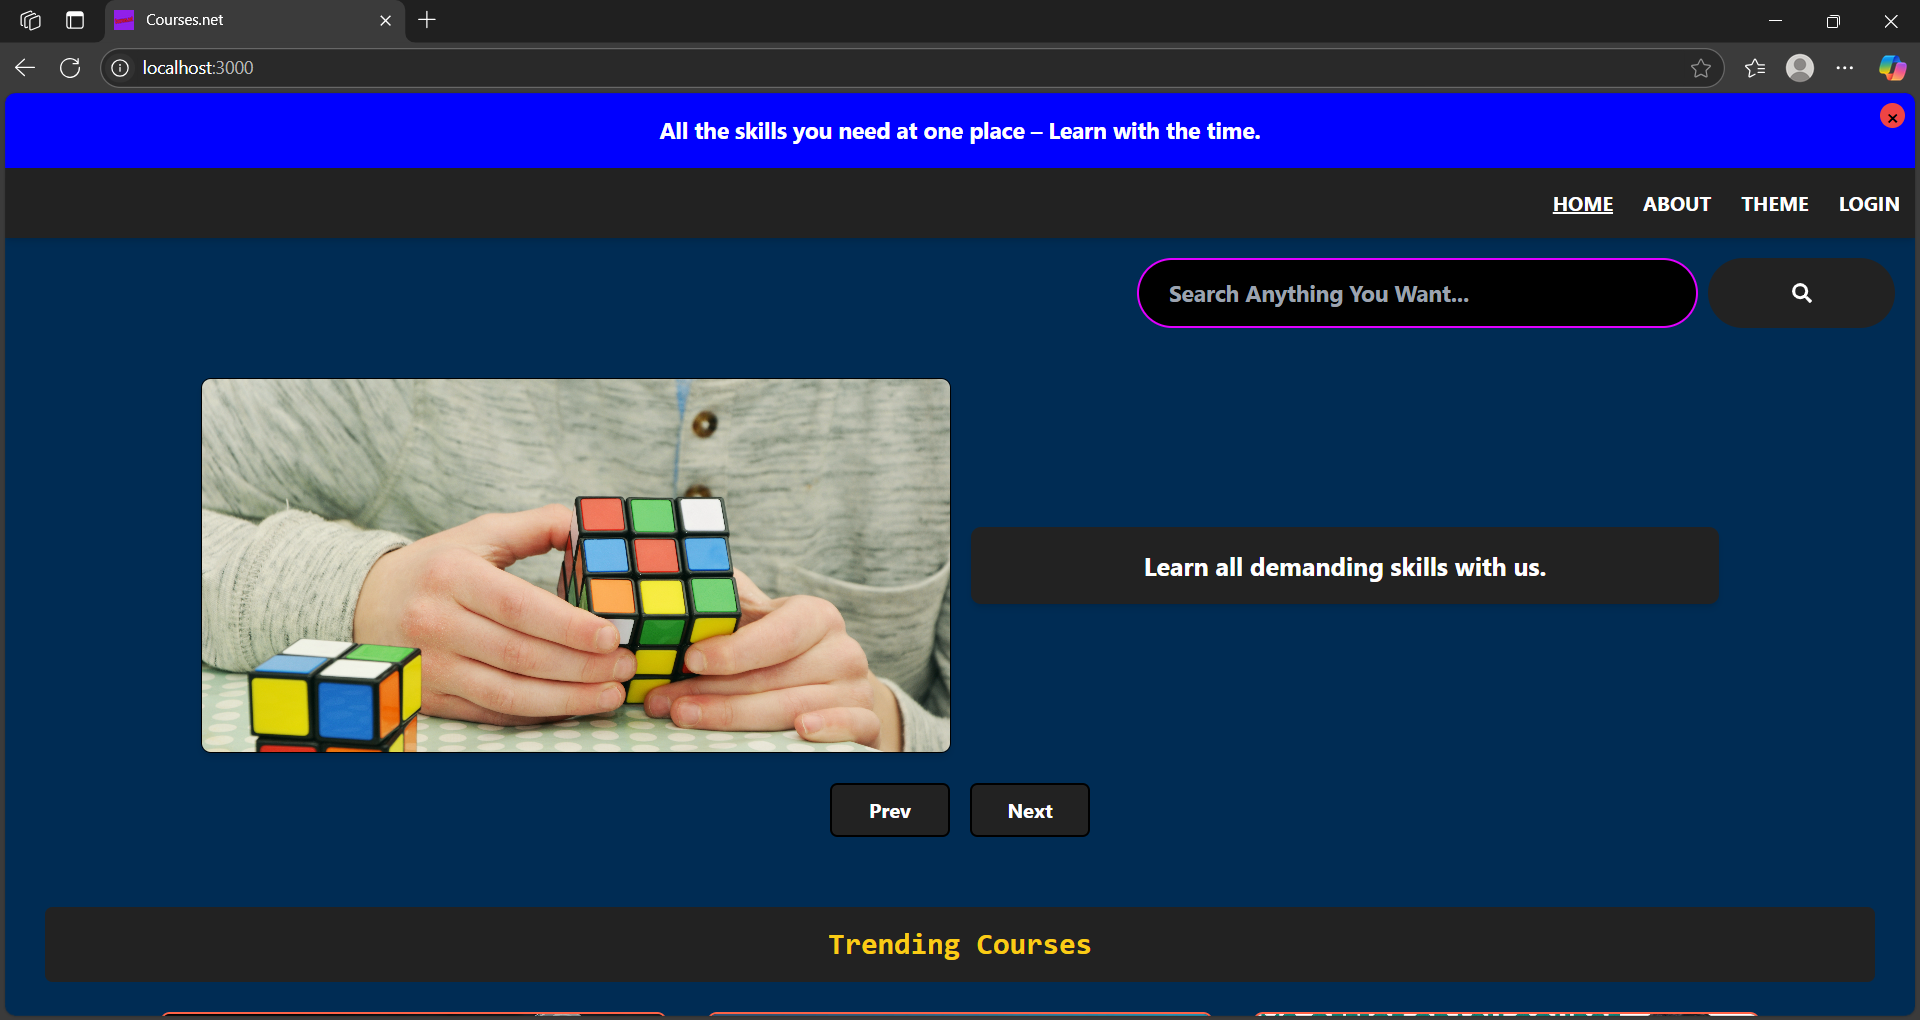 Courses.net
localhost:3000
All the skills you need at one place – Learn with the time.
HOME ABOUT THEME LOGIN
Search Anything You Want...
Learn all demanding skills with us.
Prev Next
Trending Courses